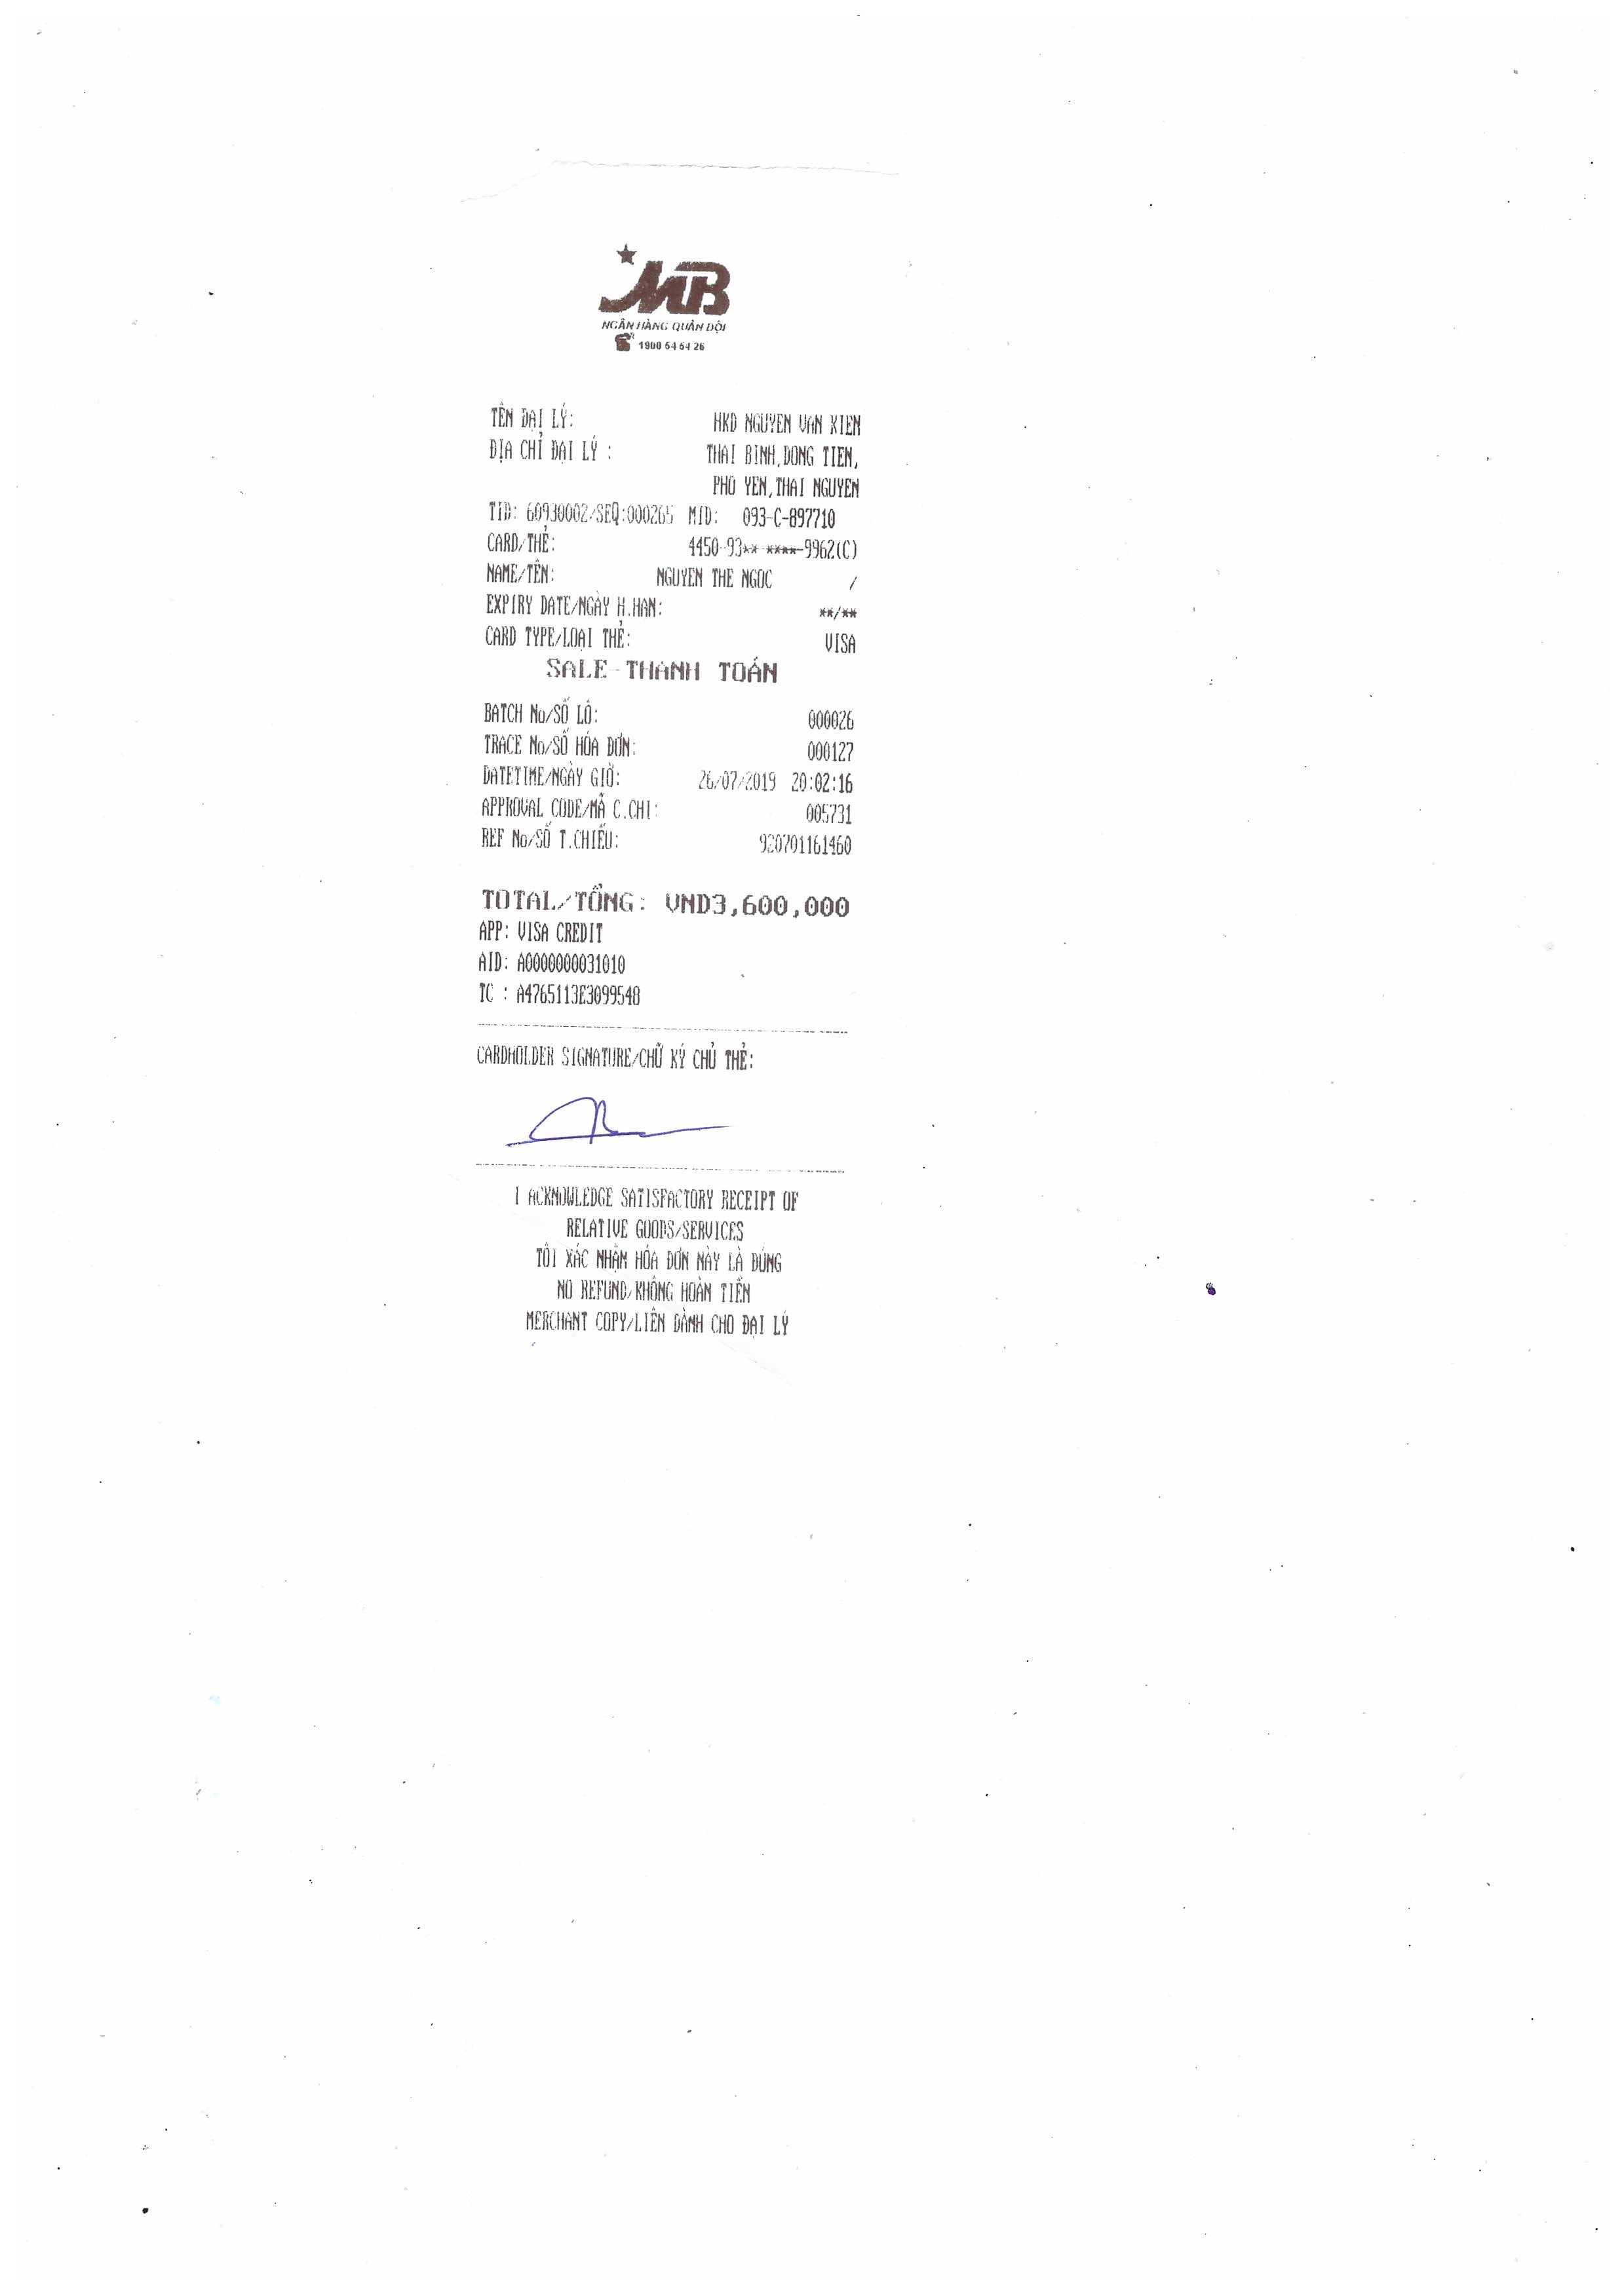 MB
NGÂN HÀNG QUÂN ĐỘI
1900 54 54 26
TÊN ĐẠI LÝ: HKD NGUYEN VAN KIEN
ĐỊA CHỈ ĐẠI LÝ : THAI BINH,DONG TIEN,
PHO YEN,THAI NGUYEN
TID: 60930002/SEQ:000265 MID: 093-C-897710
CARD/THẺ: 4450-93**-****-9962(C)
NAME/TÊN: NGUYEN THE NGOC /
EXPIRY DATE/NGÀY H.HAN: **/**
CARD TYPE/LOẠI THẺ: VISA
SALE-THANH TOÁN
BATCH No/SỐ LÔ: 000026
TRACE No/SỐ HÓA ĐƠN: 000127
DATETIME/NGÀY GIỜ: 26/07/2019 20:02:16
APPROVAL CODE/MÃ C.CHI: 005731
REF No/SỐ T.CHIẾU: 920701161460
TOTAL/TỔNG: VND3,600,000
APP: VISA CREDIT
AID: A0000000031010
TC : A4765113E3099548
CARDHOLDER SIGNATURE/CHỮ KÝ CHỦ THẺ:
I ACKNOWLEDGE SATISFACTORY RECEIPT OF
RELATIVE GOODS/SERVICES
TÔI XÁC NHẬN HÓA ĐƠN NÀY LÀ ĐÚNG
NO REFUND/KHÔNG HOÀN TIỀN
MERCHANT COPY/LIÊN DÀNH CHO ĐẠI LÝ